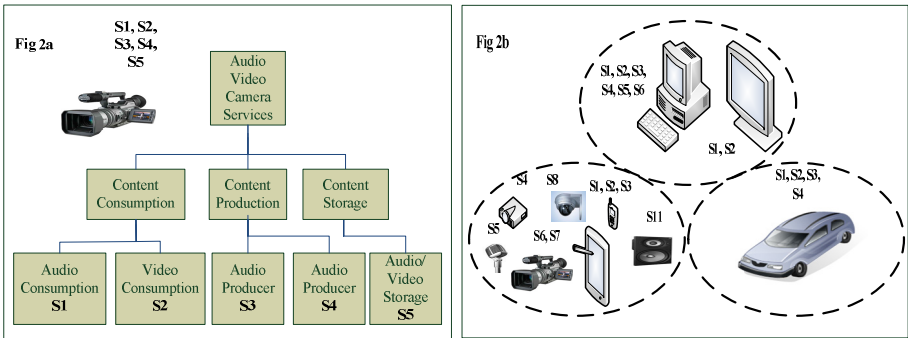 Fig 2a
S1, S2,
S3, S4,
S5
Audio
Video
Camera
Services
Content
Consumption
Content
Production
Content
Storage
Audio
Consumption
S1
Video
Consumption
S2
Audio
Producer
S3
Audio
Producer
S4
Audio/
Video
Storage
S5
Fig 2b
S1, S2, S3,
S4, S5, S6
S1, S2
S4
S8
S1, S2, S3
S5
S6, S7
S11
S1, S2, S3,
S4